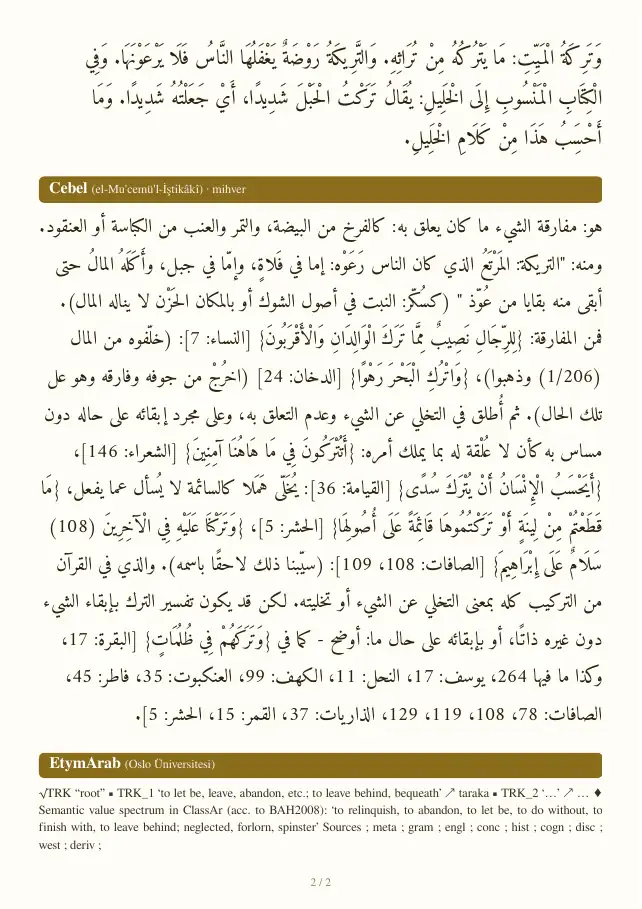 وَتَرِكَةُ الْمَيِّتِ: مَا يَتْرُكُهُ مِنْ تُرَاثِهِ. وَالتَّرِيكَةُ رَوْضَةٌ يَغْفَلُهَا النَّاسُ فَلَا يَرْعَوْنَهَا. وَفِي
الْكِتَابِ الْمَنْسُوبِ إِلَى الْخَلِيلِ: يُقَالُ تَرَكْتُ الْحَبْلَ شَدِيدًا، أَيْ جَعَلْتُهُ شَدِيدًا. وَمَا
أَحْسِبُ هَذَا مِنْ كَلَامِ الْخَلِيلِ.
Cebel (el-Mu'cemü'l-İştikâkî) · mihver
هو: مفارقة الشيء ما كان يعلق به: كالفرخ من البيضة، والتمر والعنب من الكباسة أو العنقود.
ومنه: "التريكة: المَرْتَعُ الذي كان الناس رَعَوْه: إما في فَلاةٍ، وإمّا في جبل، وأَكَلَهُ المالُ حتى
أبقى منه بقايا من عُوّذ " (كسُكّر: النبت في أصول الشوك أو بالمكان الحَزْن لا يناله المال).
فمن المفارقة: {لِلرِّجَالِ نَصِيبٌ مِمَّا تَرَكَ الْوَالِدَانِ وَالْأَقْرَبُونَ} [النساء: 7]: (خلّفوه من المال
(1/206) وذهبوا)، {وَاتْرُكِ الْبَحْرَ رَهْوًا} [الدخان: 24] (اخرُجْ من جوفه وفارقه وهو عل
تلك الحال). ثم أُطلق في التخلي عن الشيء وعدم التعلق به، وعلى مجرد إبقائه على حاله دون
مساس به كأن لا عُلْقة له بما يملك أمره: {أَتُتْرَكُونَ فِي مَا هَاهُنَا آمِنِينَ} [الشعراء: 146]،
{أَيَحْسَبُ الْإِنْسَانُ أَنْ يُتْرَكَ سُدًى} [القيامة: 36]: يُخَلَّى هَمَلا كالسائمة لا يُسأل عما يفعل، {مَا
قَطَعْتُمْ مِنْ لِينَةٍ أَوْ تَرَكْتُمُوهَا قَائِمَةً عَلَى أُصُولِهَا} [الحشر: 5]، {وَتَرَكْنَا عَلَيْهِ فِي الْآخِرِينَ (108)
سَلَامٌ عَلَى إِبْرَاهِيمَ} [الصافات: 108، 109]: (سيّبنا ذلك لاحقًا باسمه). والذي في القرآن
من التركيب كله بمعنى التخلي عن الشيء أو تخليته. لكن قد يكون تفسير الترك بإبقاء الشيء
دون غيره ذاتًا، أو بإبقائه على حال ما: أوضح - كما في {وَتَرَكَهُمْ فِي ظُلُمَاتٍ} [البقرة: 17،
وكذا ما فيها 264، يوسف: 17، النحل: 11، الكهف: 99، العنكبوت: 35، فاطر: 45،
الصافات: 78، 108، 119، 129، الذاريات: 37، القمر: 15، الحشر: 5].
EtymArab (Oslo Üniversitesi)
√TRK “root” ▪ TRK_1 ‘to let be, leave, abandon, etc.; to leave behind, bequeath’ ↗ taraka ▪ TRK_2 ‘…’ ↗ … ♦
Semantic value spectrum in ClassAr (acc. to BAH2008): ‘to relinquish, to abandon, to let be, to do without, to
finish with, to leave behind; neglected, forlorn, spinster’ Sources ; meta ; gram ; engl ; conc ; hist ; cogn ; disc ;
west ; deriv ;
2 / 2